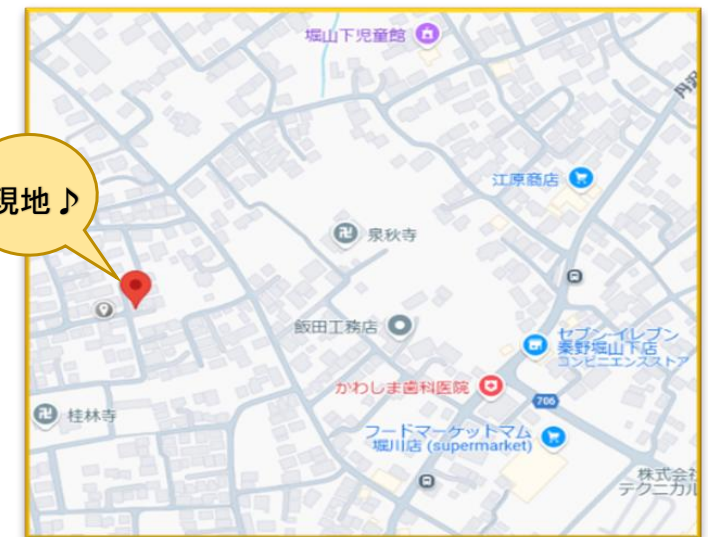 堀山下児童館
丹沢
江原商店
現地♪
泉秋寺
飯田工務店
セブン-イレブン
秦野堀山下店
コンビニエンスストア
かわしま歯科医院
706
桂林寺
フードマーケットマム
堀川店 (supermarket)
株式会社
テクニカル